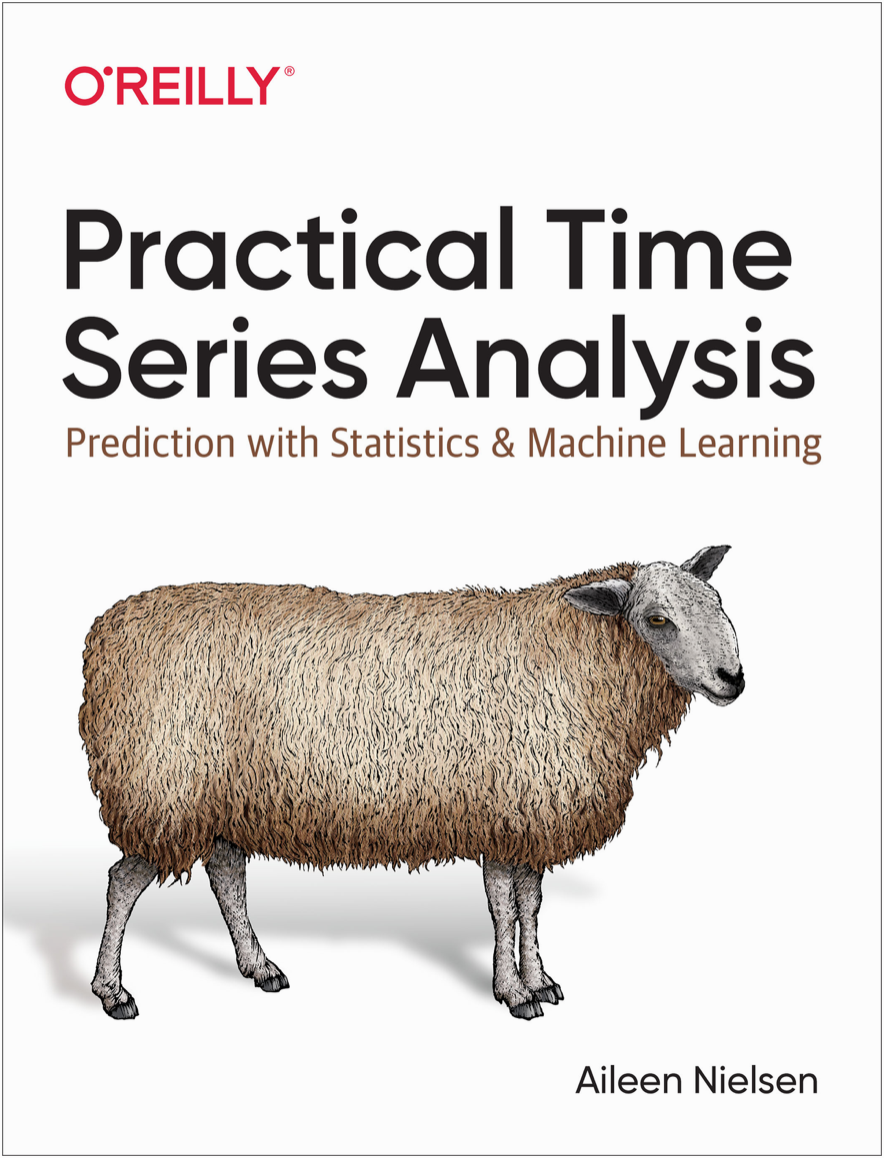 O'REILLY®
Practical Time
Series Analysis
Prediction with Statistics & Machine Learning
Aileen Nielsen